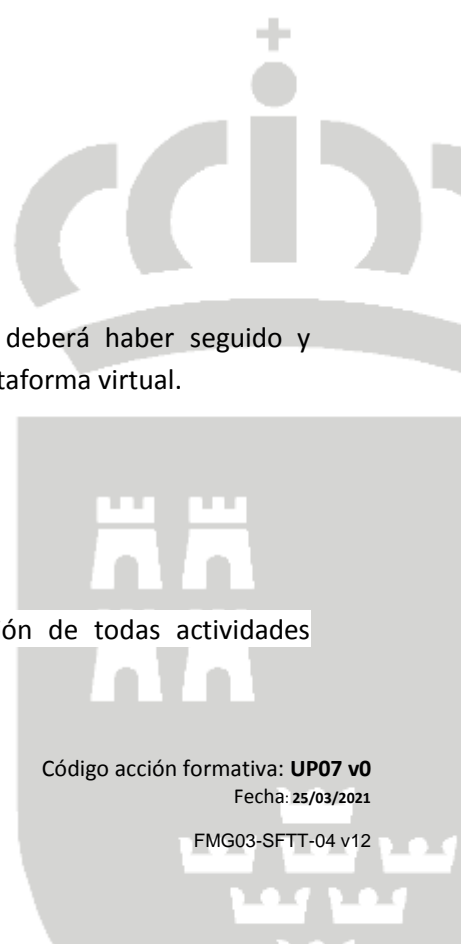 deberá haber seguido y
taforma virtual.
ón de todas actividades
Código acción formativa: UP07 v0
Fecha: 25/03/2021
FMG03-SFTT-04 v12